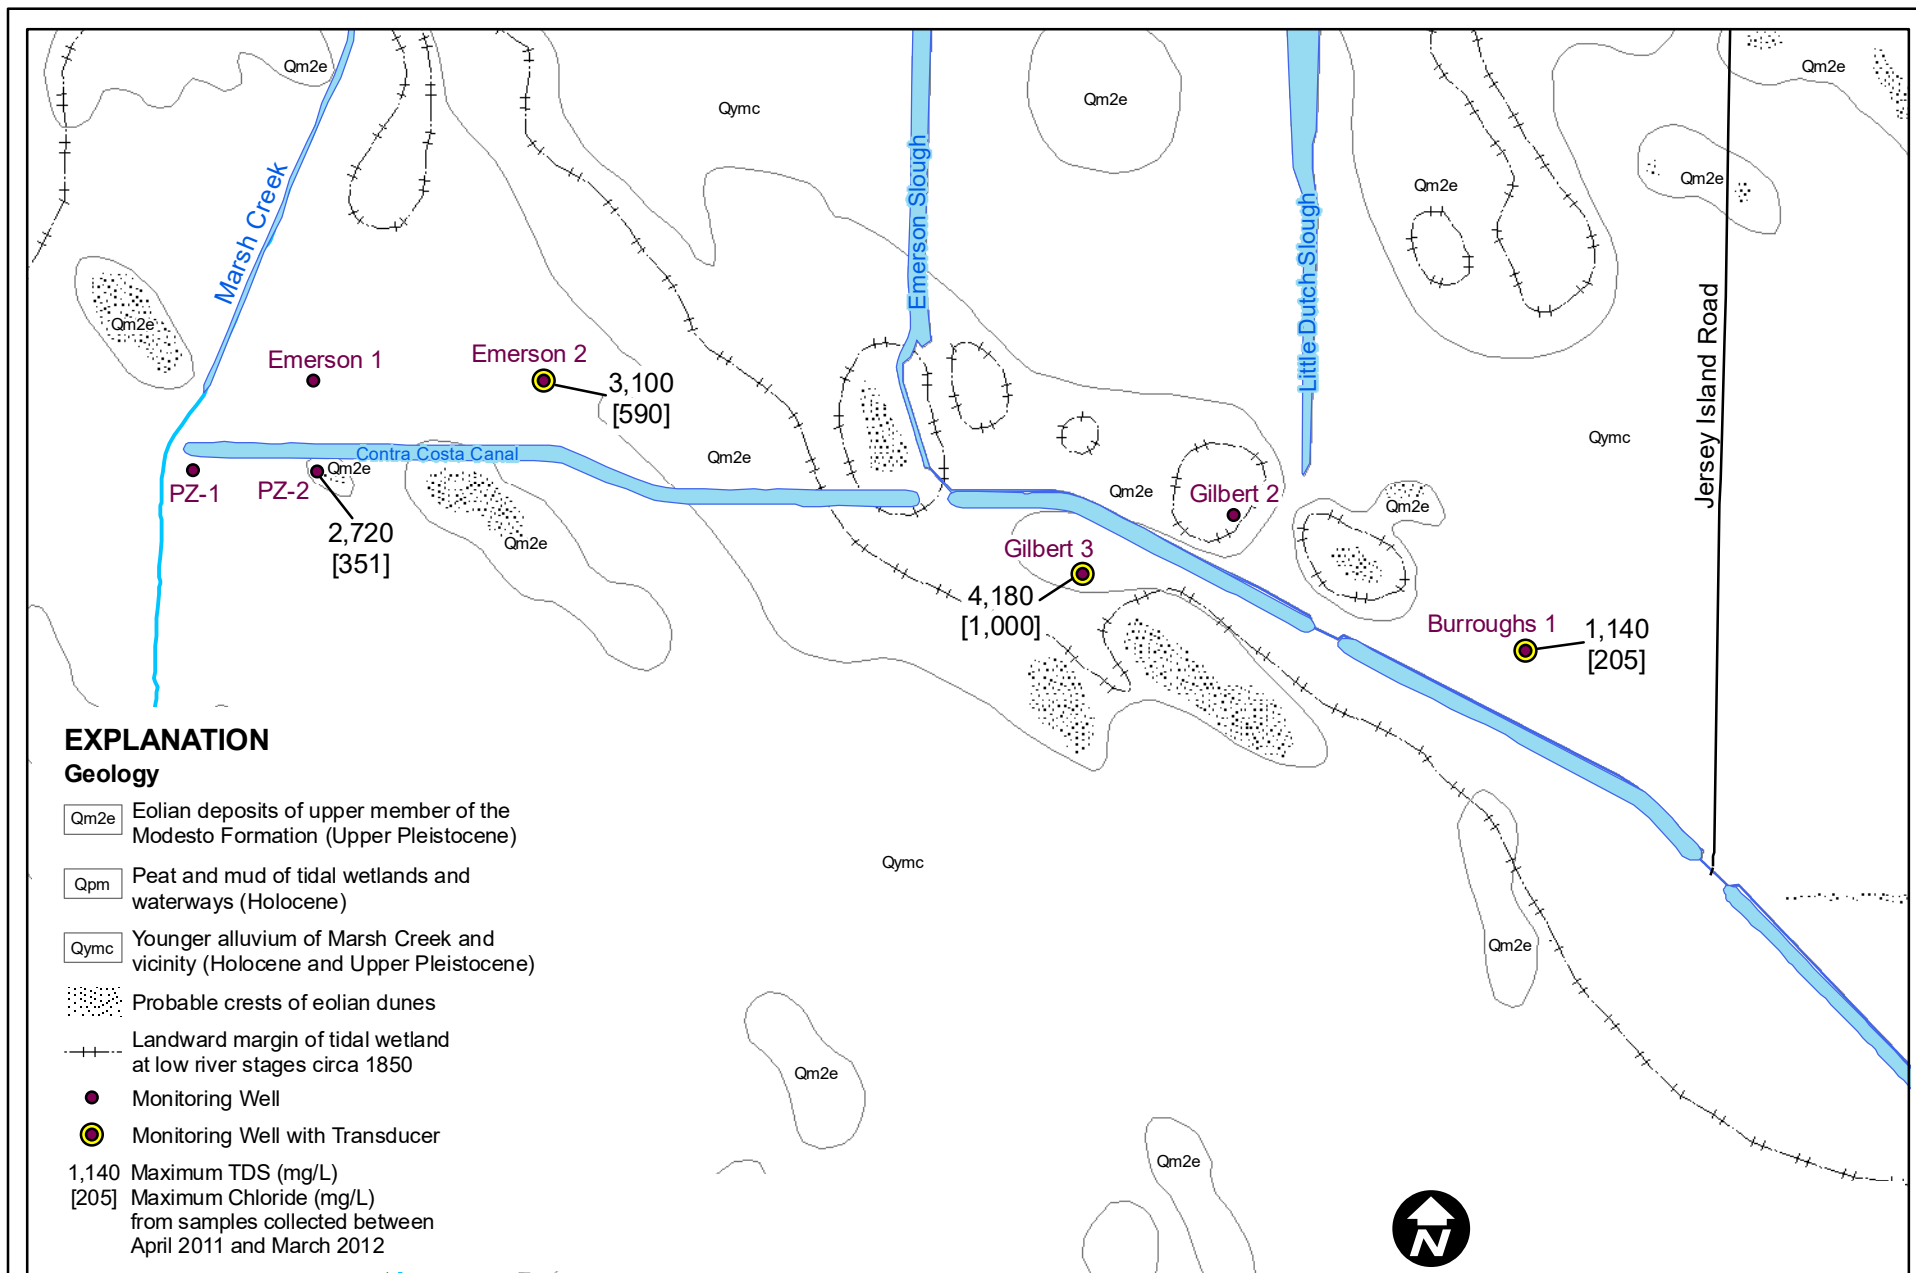 Qm2e
Qymc
Qm2e
Qm2e
Marsh Creek
Emerson Slough
Little Dutch Slough
Qm2e
Qm2e
Jersey Island Road
Qm2e
Emerson 1
Emerson 2
3,100
[590]
Contra Costa Canal
Qm2e
Qm2e
Qymc
PZ-1
PZ-2
Qm2e
Gilbert 2
Qm2e
2,720
[351]
Qm2e
Gilbert 3
4,180
[1,000]
Burroughs 1
1,140
[205]
EXPLANATION
Geology
Qm2e
Eolian deposits of upper member of the
Modesto Formation (Upper Pleistocene)
Qpm
Peat and mud of tidal wetlands and
waterways (Holocene)
Qymc
Younger alluvium of Marsh Creek and
vicinity (Holocene and Upper Pleistocene)
Probable crests of eolian dunes
Landward margin of tidal wetland
at low river stages circa 1850
Monitoring Well
Monitoring Well with Transducer
1,140 Maximum TDS (mg/L)
[205] Maximum Chloride (mg/L)
from samples collected between
April 2011 and March 2012
Qymc
Qm2e
Qm2e
Qm2e
N